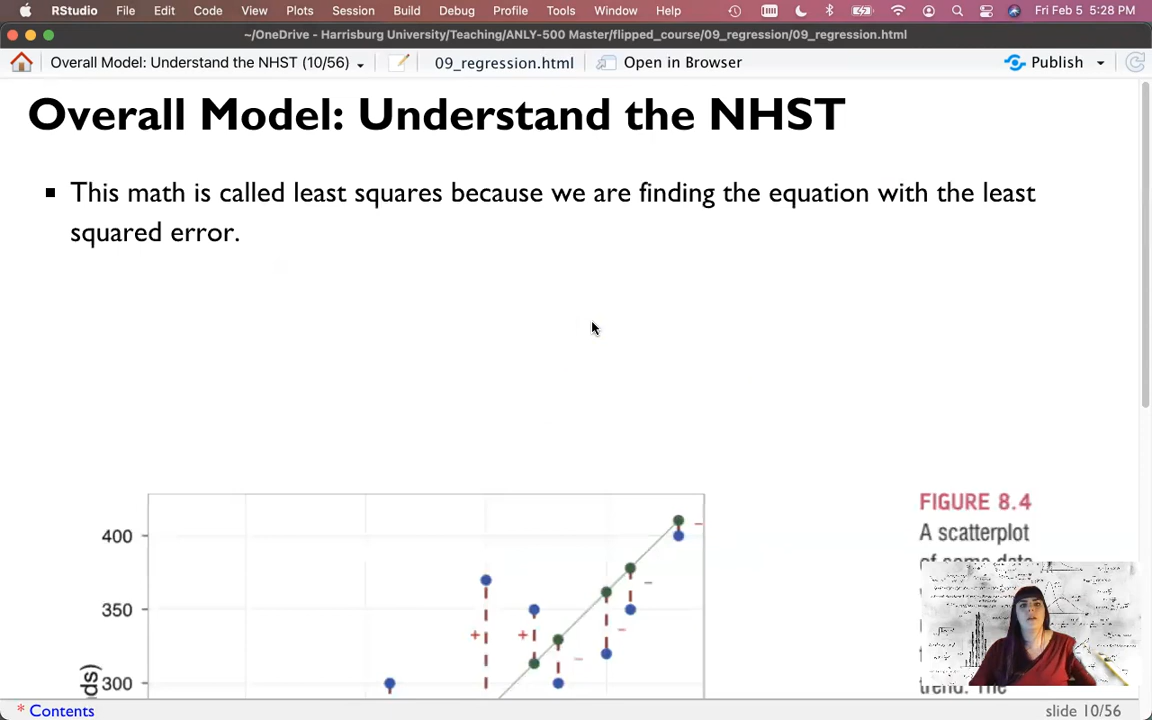 RStudio File Edit Code View Plots Session Build Debug Profile Tools Window Help Fri Feb 5 5:28 PM
~/OneDrive - Harrisburg University/Teaching/ANLY-500 Master/flipped_course/09_regression/09_regression.html
Overall Model: Understand the NHST (10/56) 09_regression.html Open in Browser Publish
Overall Model: Understand the NHST
This math is called least squares because we are finding the equation with the least
squared error.
FIGURE 8.4
A scatterplot
400
350
300
ds)
+
+
−
−
−
−
trend. The
* Contents
slide 10/56